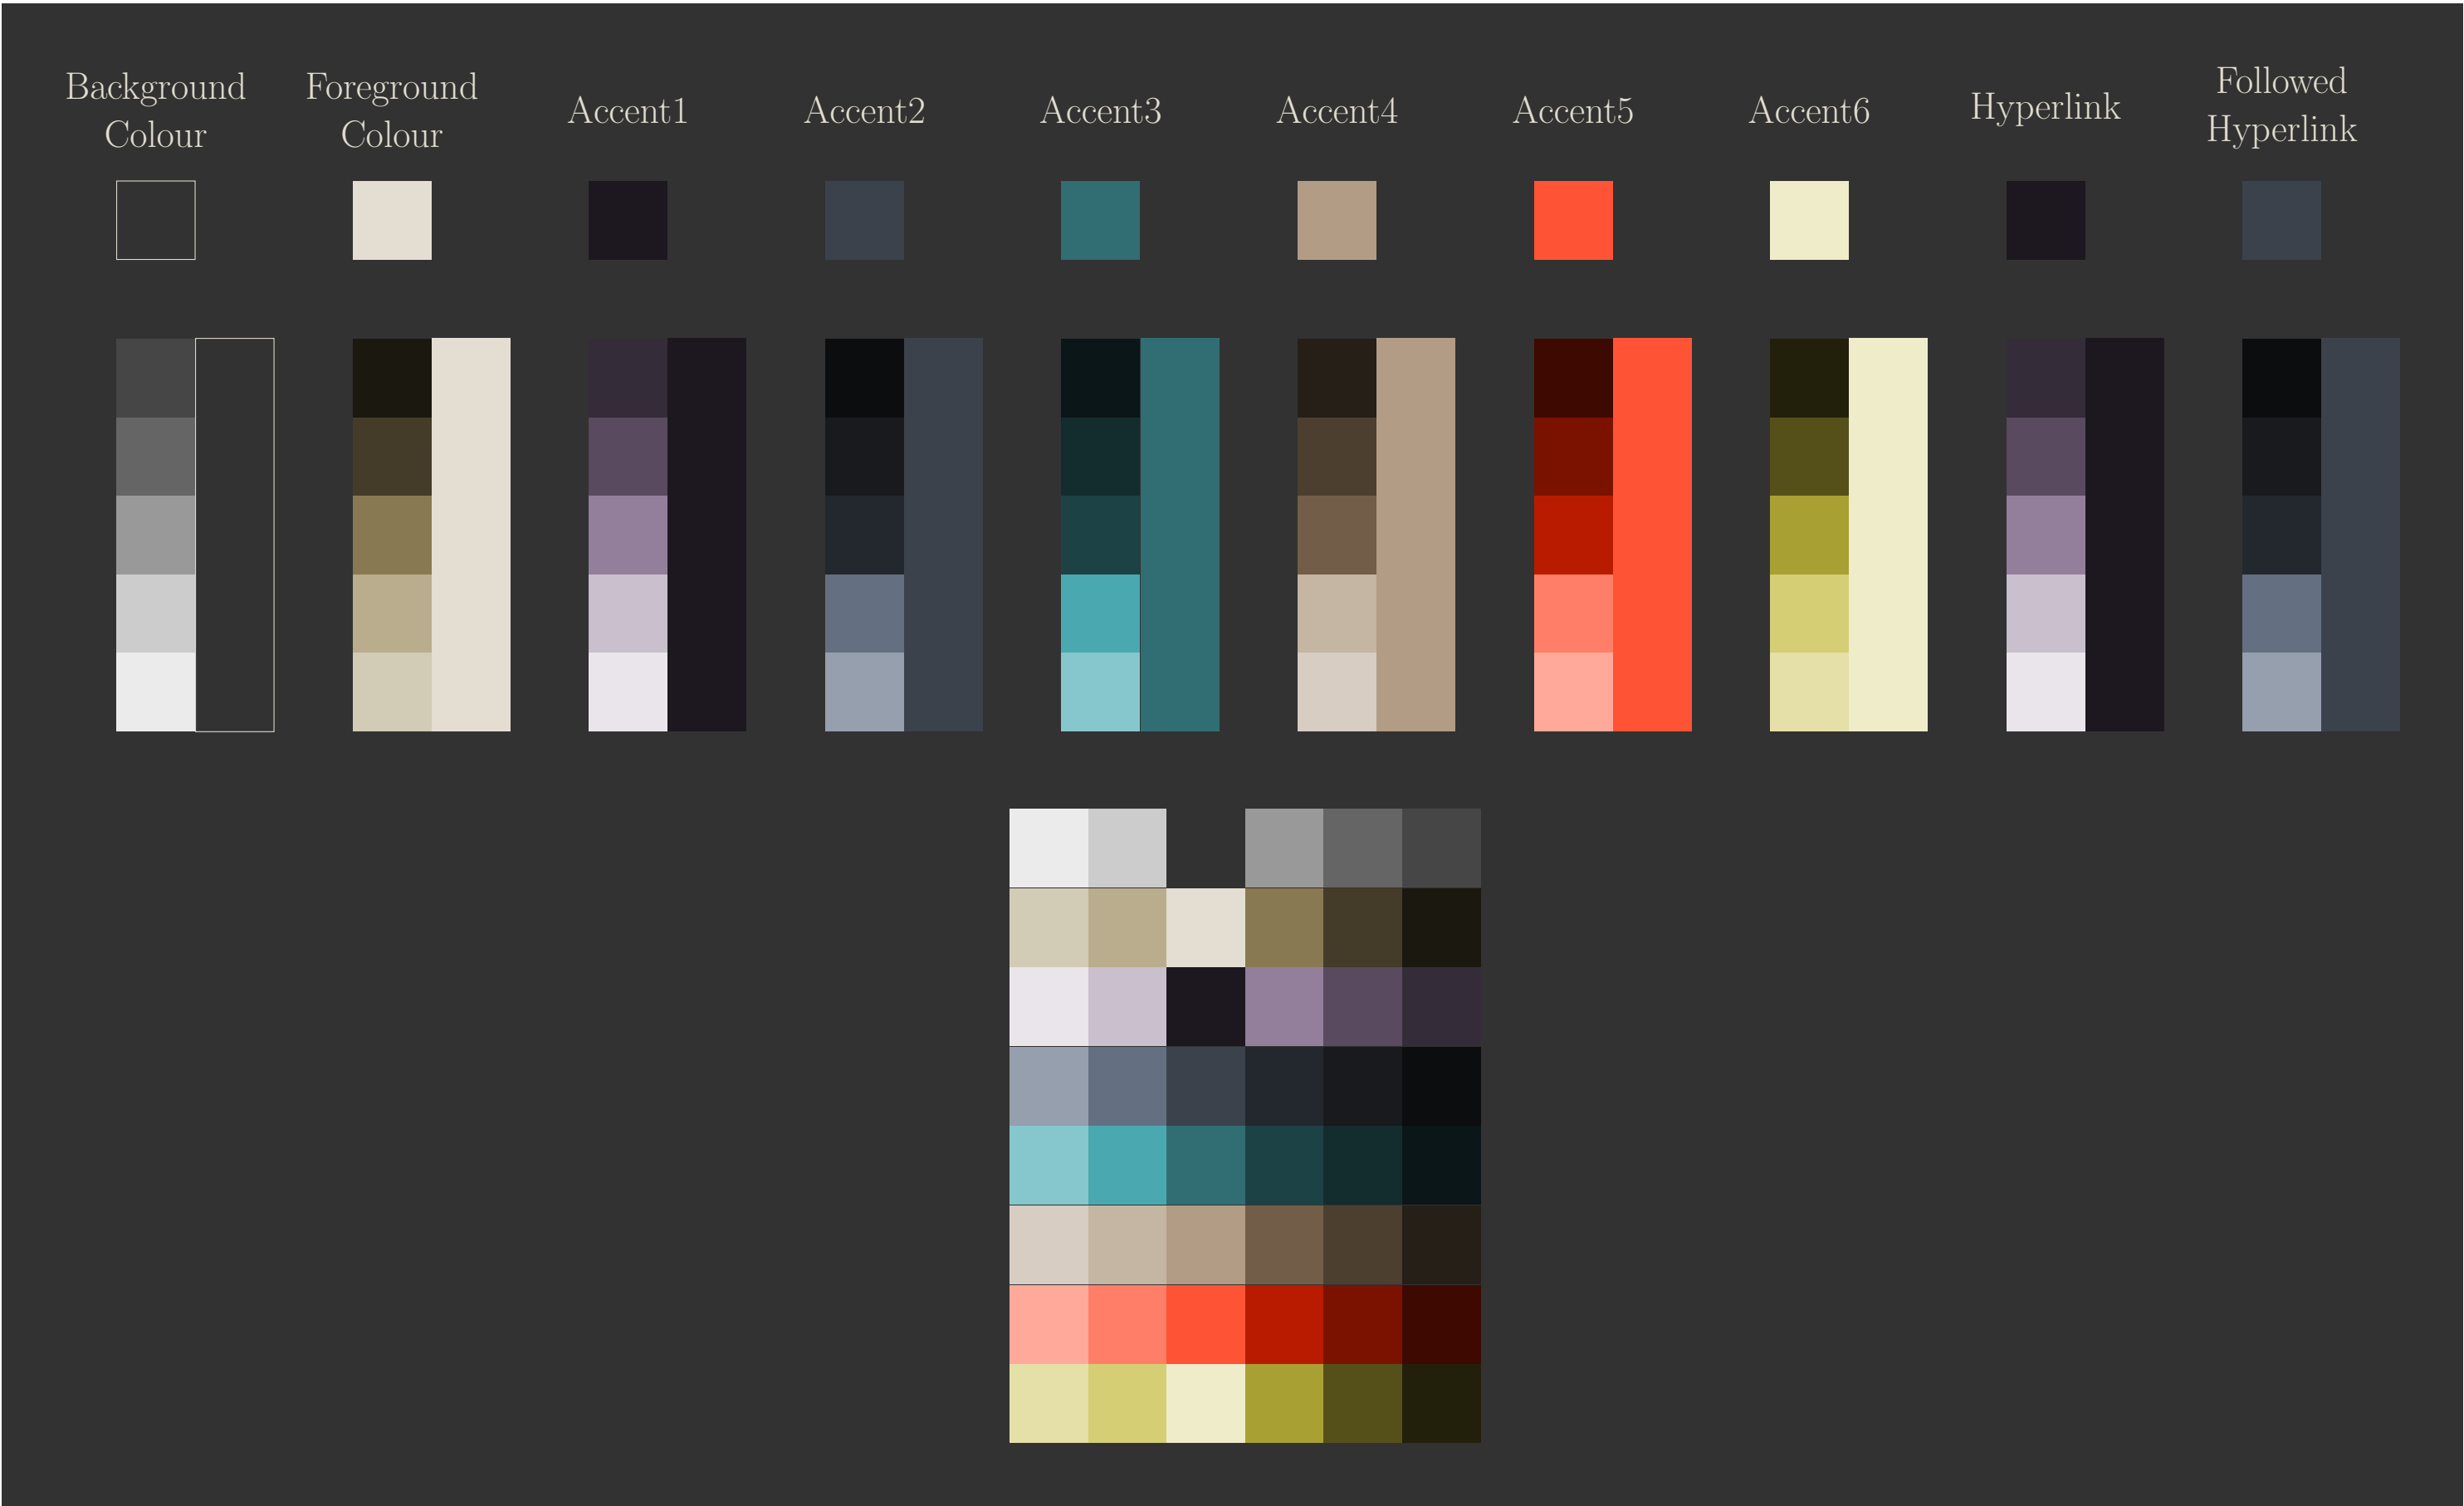 Background
Colour
Foreground
Colour
Accent1
Accent2
Accent3
Accent4
Accent5
Accent6
Hyperlink
Followed
Hyperlink